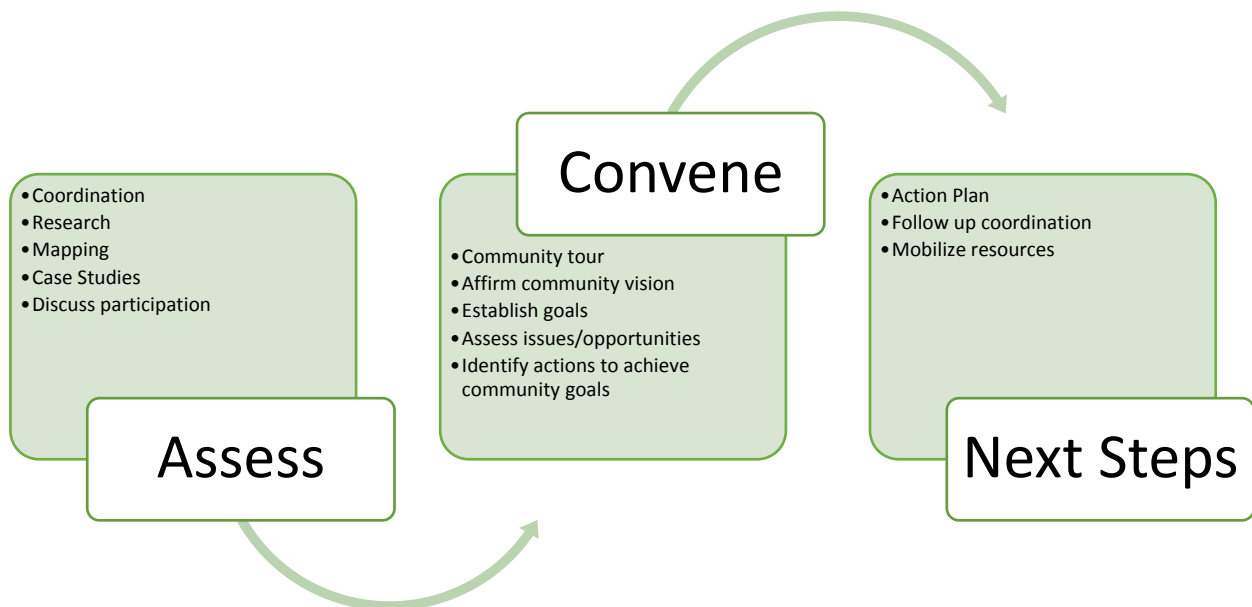 •Coordination
•Research
•Mapping
•Case Studies
•Discuss participation
Assess
Convene
•Community tour
•Affirm community vision
•Establish goals
•Assess issues/opportunities
•Identify actions to achieve
community goals
•Action Plan
•Follow up coordination
•Mobilize resources
Next Steps